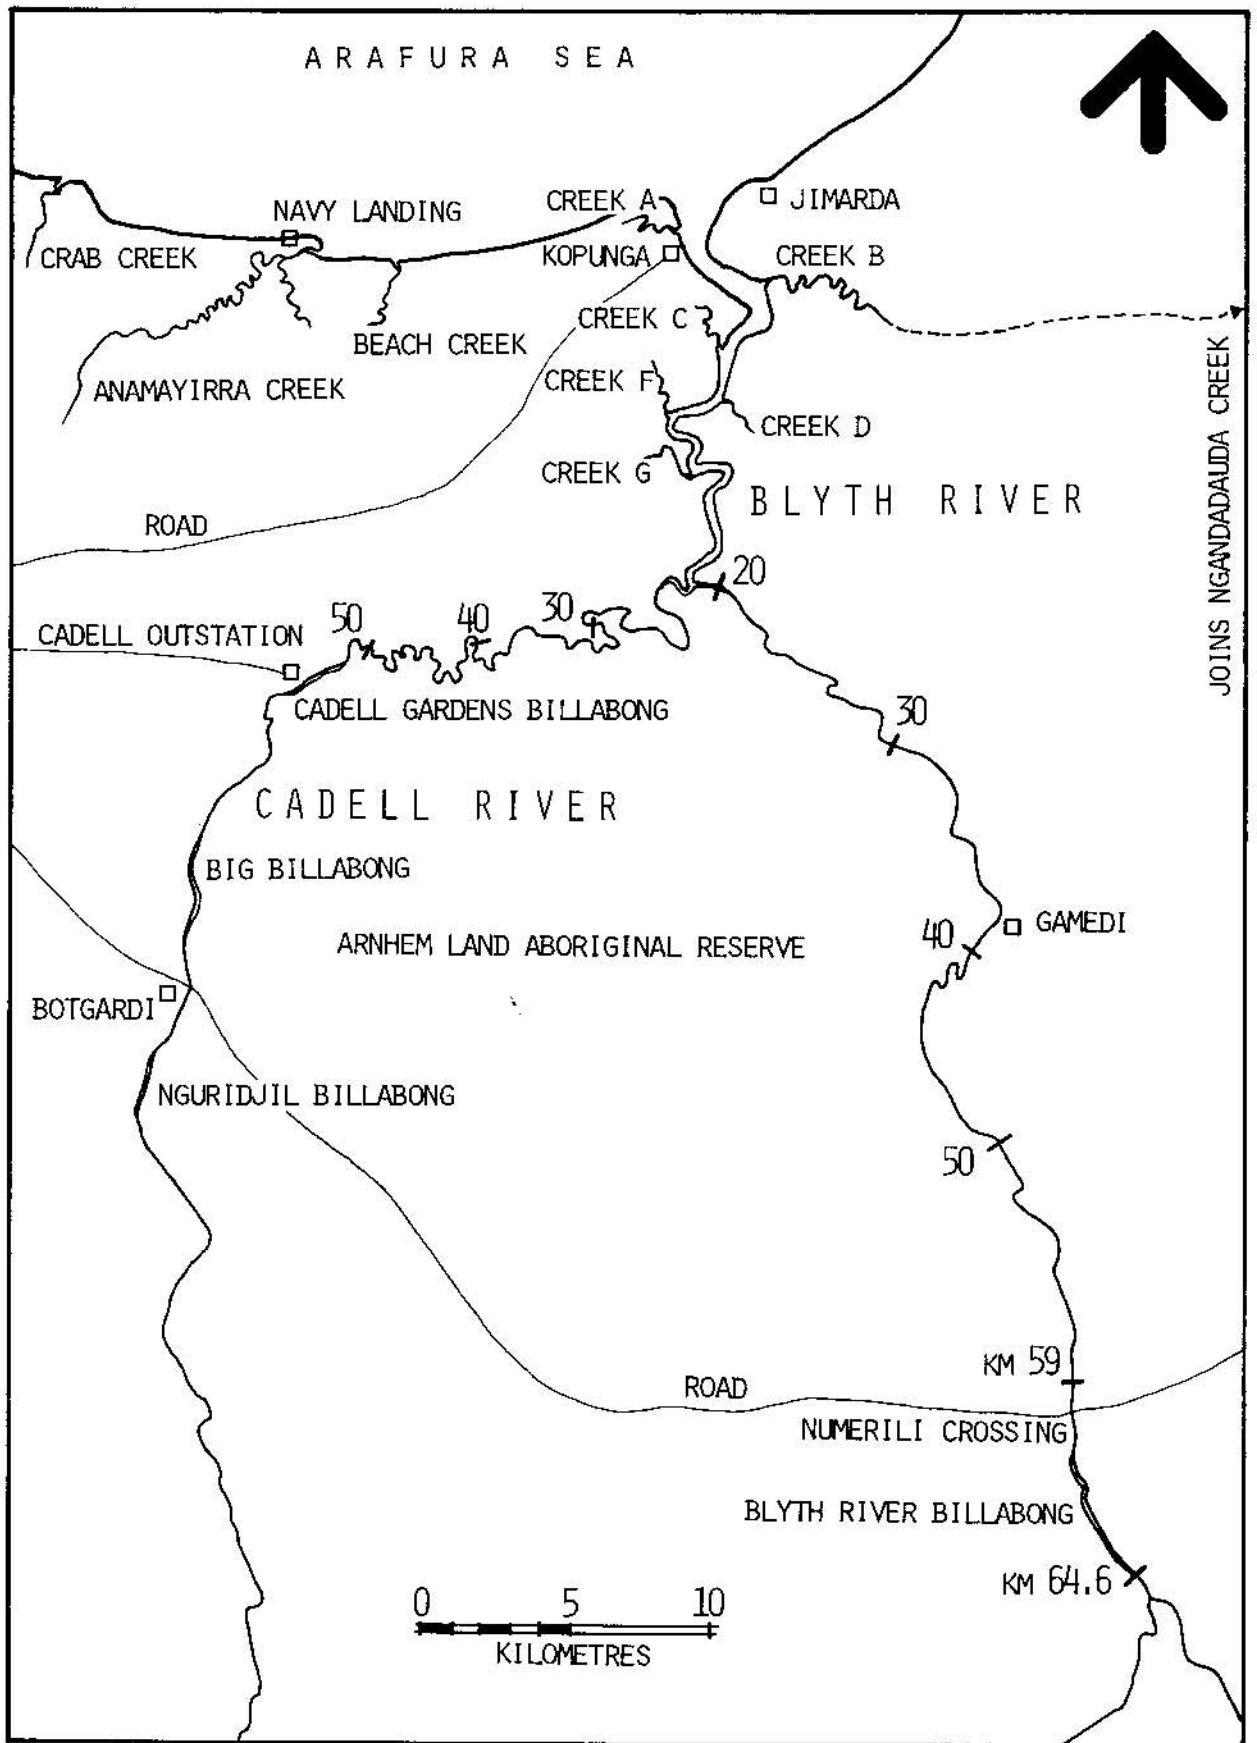 ARAFURA SEA
CREEK A
JIMARDA
NAVY LANDING
CRAB CREEK
KOPUNGA
CREEK B
CREEK C
BEACH CREEK
CREEK F
ANAMAYIRRA CREEK
CREEK D
JOINS NGANDADAUDA CREEK
CREEK G
BLYTH RIVER
ROAD
20
50
40
30
CADELL OUTSTATION
CADELL GARDENS BILLABONG
30
CADELL RIVER
BIG BILLABONG
GAMEDI
40
ARNHEM LAND ABORIGINAL RESERVE
BOTGARDI
NGURIDJIL BILLABONG
50
KM 59
ROAD
NUMERILI CROSSING
BLYTH RIVER BILLABONG
KM 64.6
0 5 10
KILOMETRES